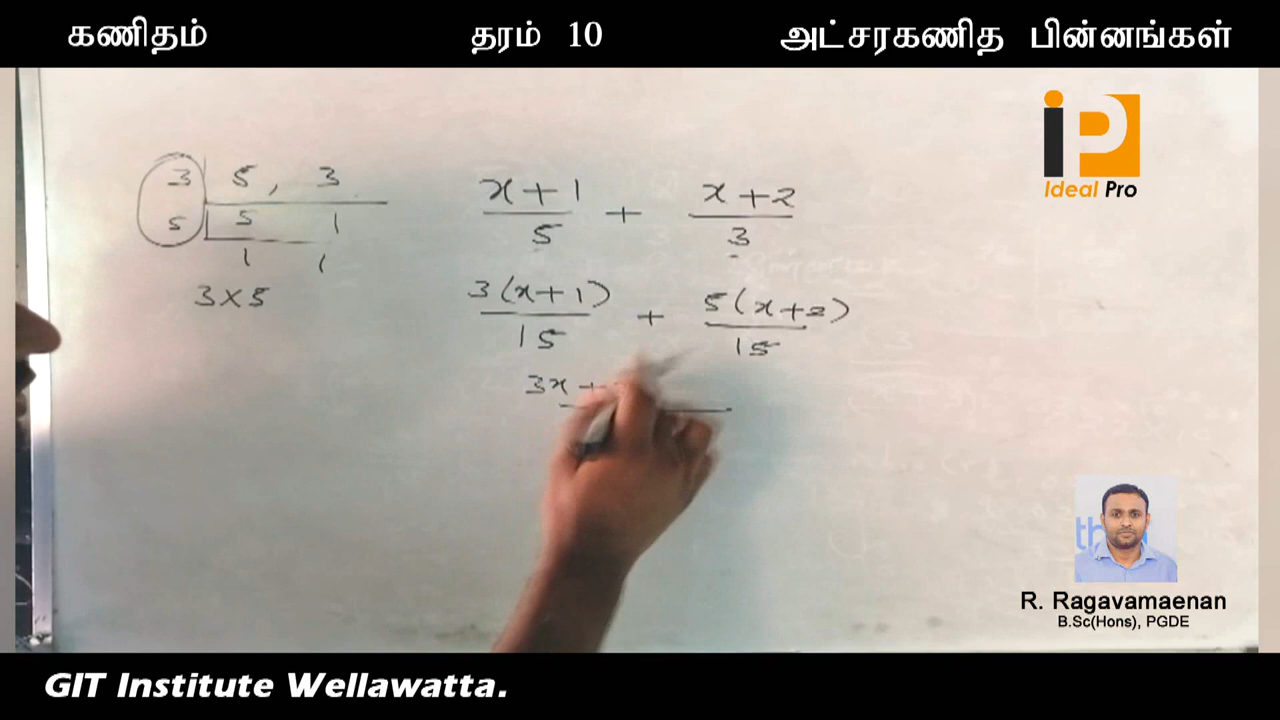 கணிதம் தரம் 10 அட்சரகணித பின்னங்கள்
iP
Ideal Pro
3 5, 3
5 5 1
1 1
3×5
x+1/5 + x+2/3
3(x+1)/15 + 5(x+2)/15
3x+
R. Ragavamaenan
B.Sc(Hons), PGDE
GIT Institute Wellawatta.